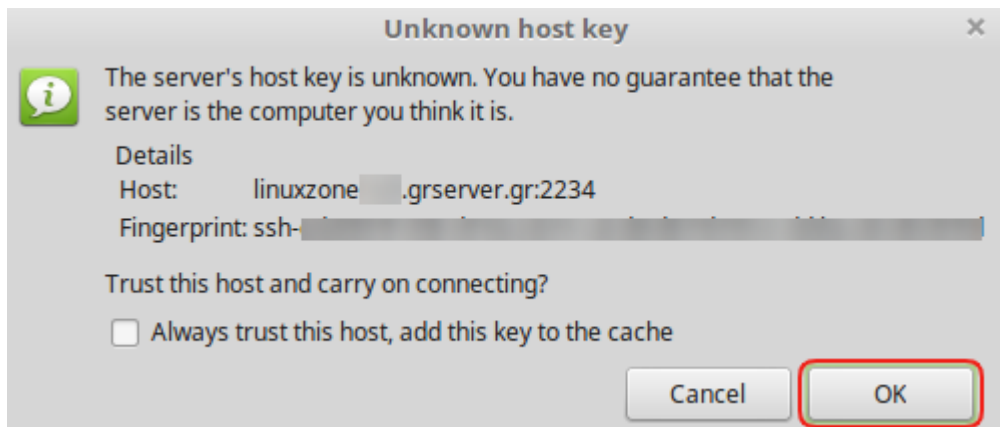 Unknown host key
The server's host key is unknown. You have no guarantee that the
server is the computer you think it is.
Details
Host: linuxzone .grserver.gr:2234
Fingerprint: ssh-
Trust this host and carry on connecting?
Always trust this host, add this key to the cache
Cancel OK